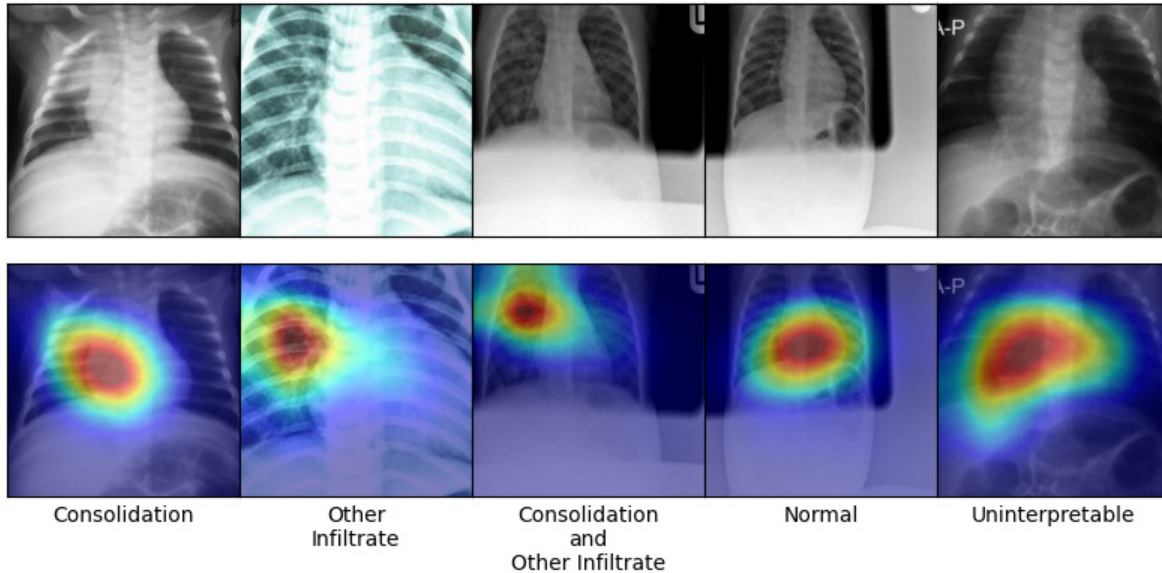 A-P
A-P
Consolidation
Other
Infiltrate
Consolidation
and
Other Infiltrate
Normal
Uninterpretable